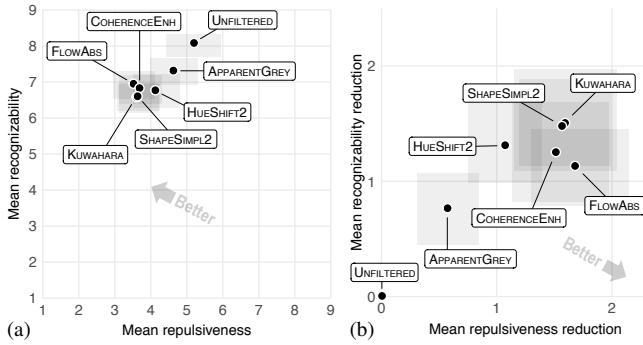 9
8
7
6
5
4
3
2
1
Mean recognizability
COHERENCEENH
UNFILTERED
FLOWABS
APPARENTGREY
HUESHIFT2
SHAPESIMPL2
KUWAHARA
Better
1 2 3 4 5 6 7 8 9
(a) Mean repulsiveness
2
1
0
Mean recognizability reduction
KUWAHARA
SHAPESIMPL2
HUESHIFT2
FLOWABS
COHERENCEENH
APPARENTGREY
UNFILTERED
Better
0 1 2
(b) Mean repulsiveness reduction